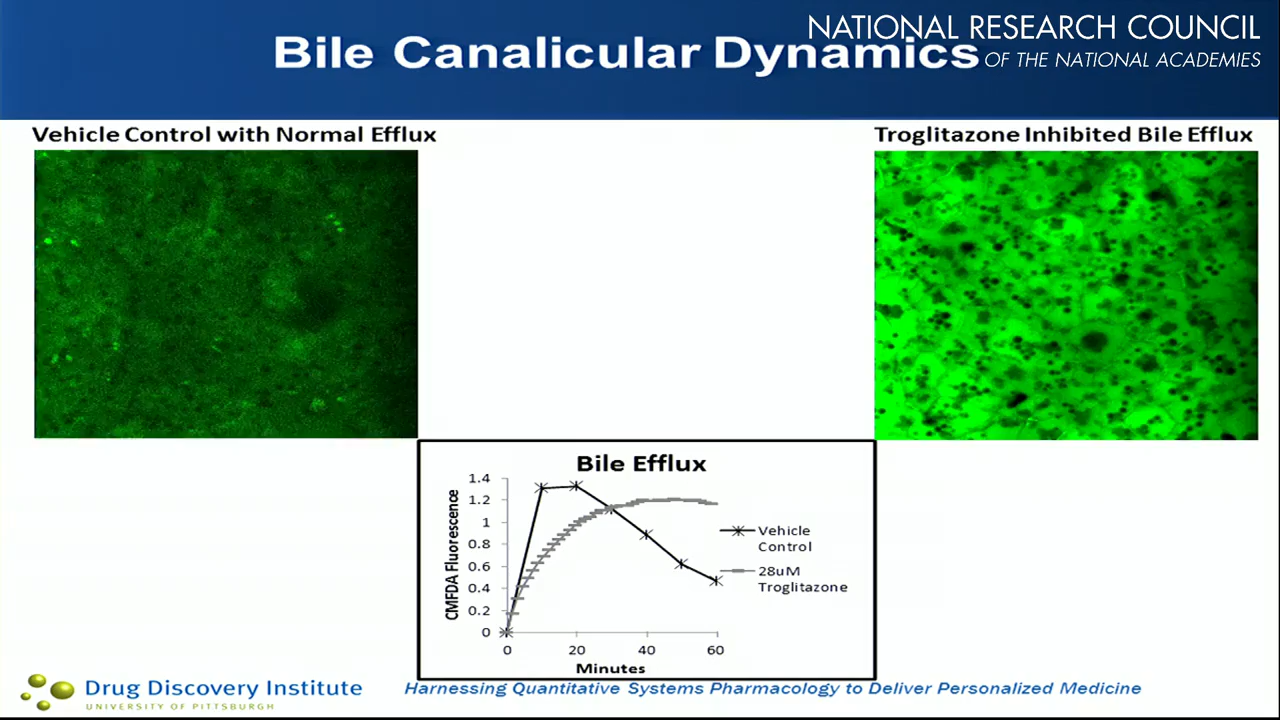 NATIONAL RESEARCH COUNCIL
OF THE NATIONAL ACADEMIES
Bile Canalicular Dynamics
Vehicle Control with Normal Efflux
Troglitazone Inhibited Bile Efflux
Bile Efflux
CMFDA Fluorescence
1.4
1.2
1
0.8
0.6
0.4
0.2
0
0 20 40 60
Minutes
Vehicle
Control
28uM
Troglitazone
Drug Discovery Institute
UNIVERSITY OF PITTSBURGH
Harnessing Quantitative Systems Pharmacology to Deliver Personalized Medicine